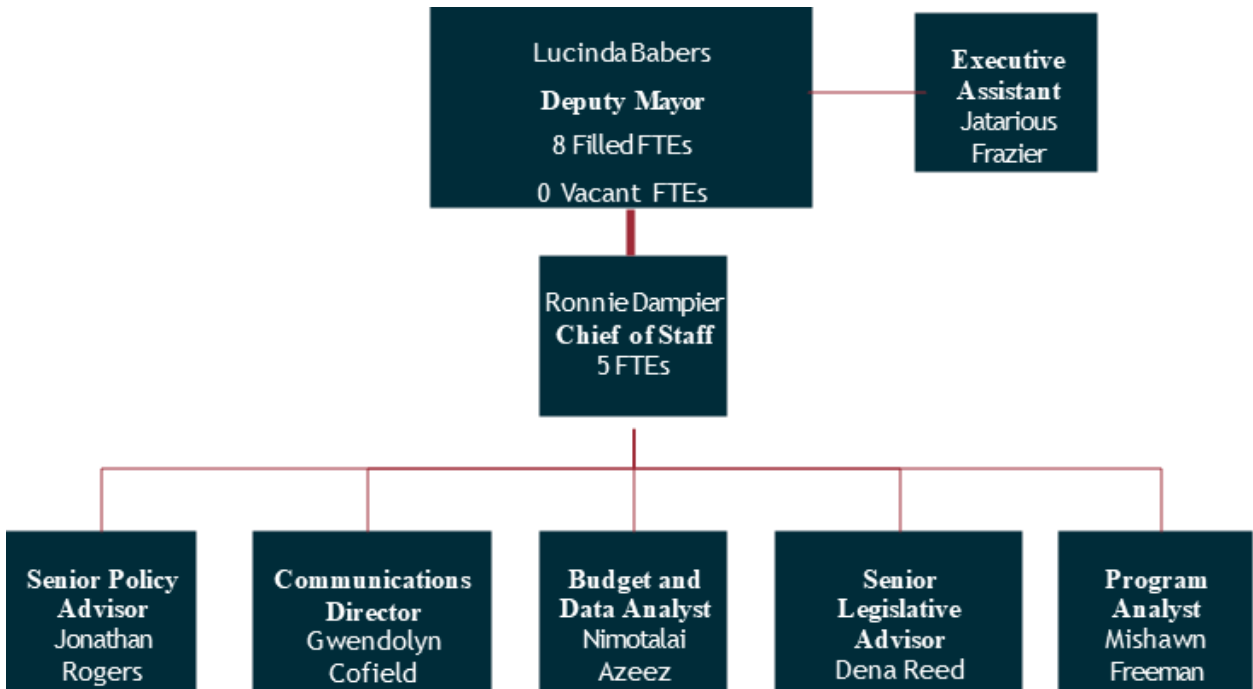 Lucinda Babers
Deputy Mayor
8 Filled FTEs
0 Vacant FTEs
Executive
Assistant
Jatarious
Frazier
Ronnie Dampier
Chief of Staff
5 FTEs
Senior Policy
Advisor
Jonathan
Rogers
Communications
Director
Gwendolyn
Cofield
Budget and
Data Analyst
Nimotalai
Azeez
Senior
Legislative
Advisor
Dena Reed
Program
Analyst
Mishawn
Freeman